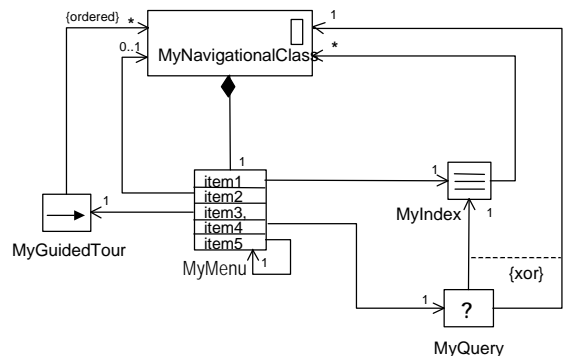 {ordered}
*
1
0..1
MyNavigationalClass
*
1
item1
item2
item3,
item4
item5
1
1
1
1
MyIndex
MyGuidedTour
MyMenu
1
{xor}
1
?
MyQuery